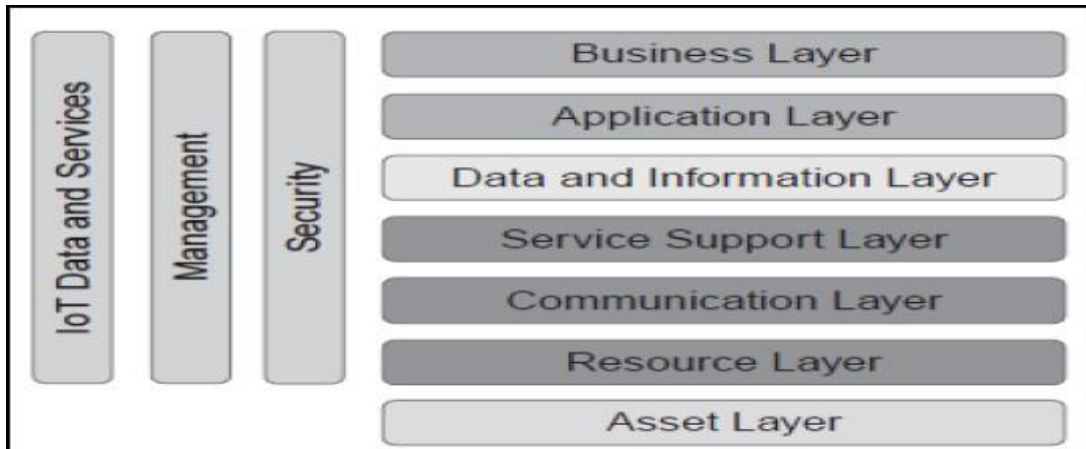 IoT Data and Services
Management
Security
Business Layer
Application Layer
Data and Information Layer
Service Support Layer
Communication Layer
Resource Layer
Asset Layer